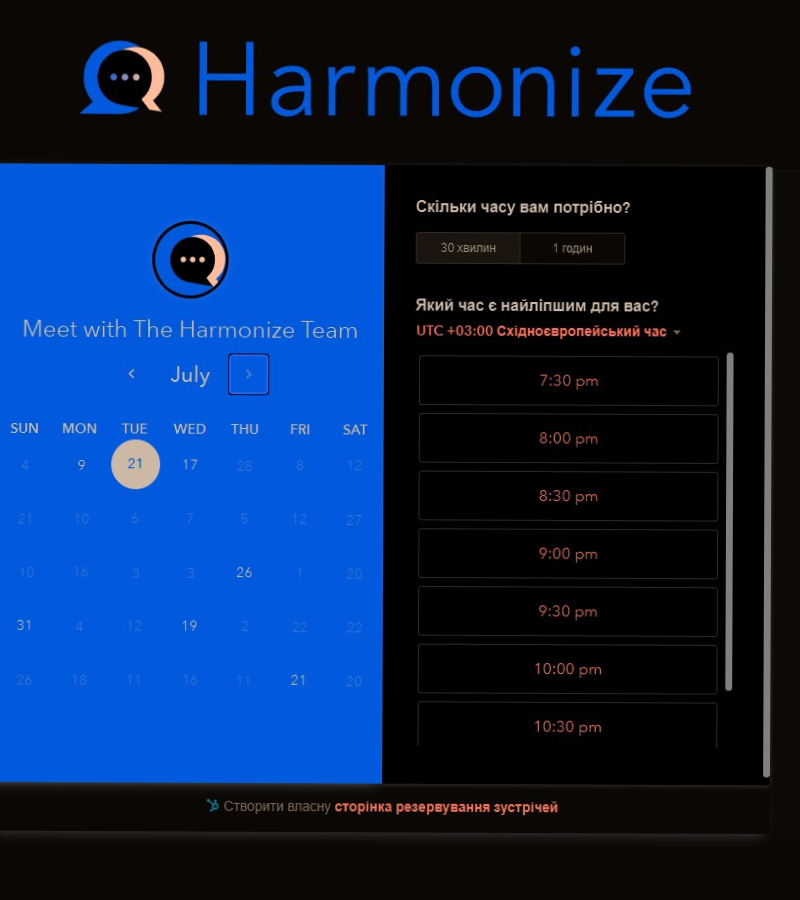 Harmonize
Meet with The Harmonize Team
July
SUN MON TUE WED THU FRI SAT
4 9 21 17 28 8 12
21 10 6 7 5 12 27
10 16 3 3 26 1 20
31 4 12 19 2 22 22
26 18 11 16 11 21 20
Скільки часу вам потрібно?
30 хвилин 1 годин
Який час є найліпшим для вас?
UTC +03:00 Східноєвропейський час
7:30 pm
8:00 pm
8:30 pm
9:00 pm
9:30 pm
10:00 pm
10:30 pm
Створити власну сторінка резервування зустрічей